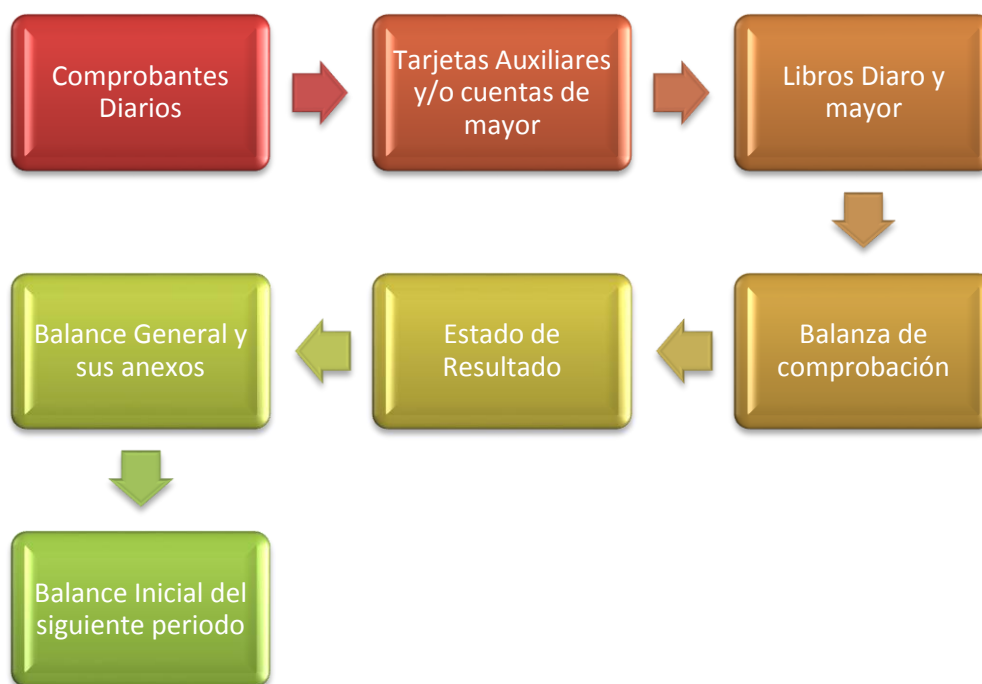 Comprobantes
Diarios
Tarjetas Auxiliares
y/o cuentas de
mayor
Libros Diaro y
mayor
Balanza de
comprobación
Estado de
Resultado
Balance General y
sus anexos
Balance Inicial del
siguiente periodo